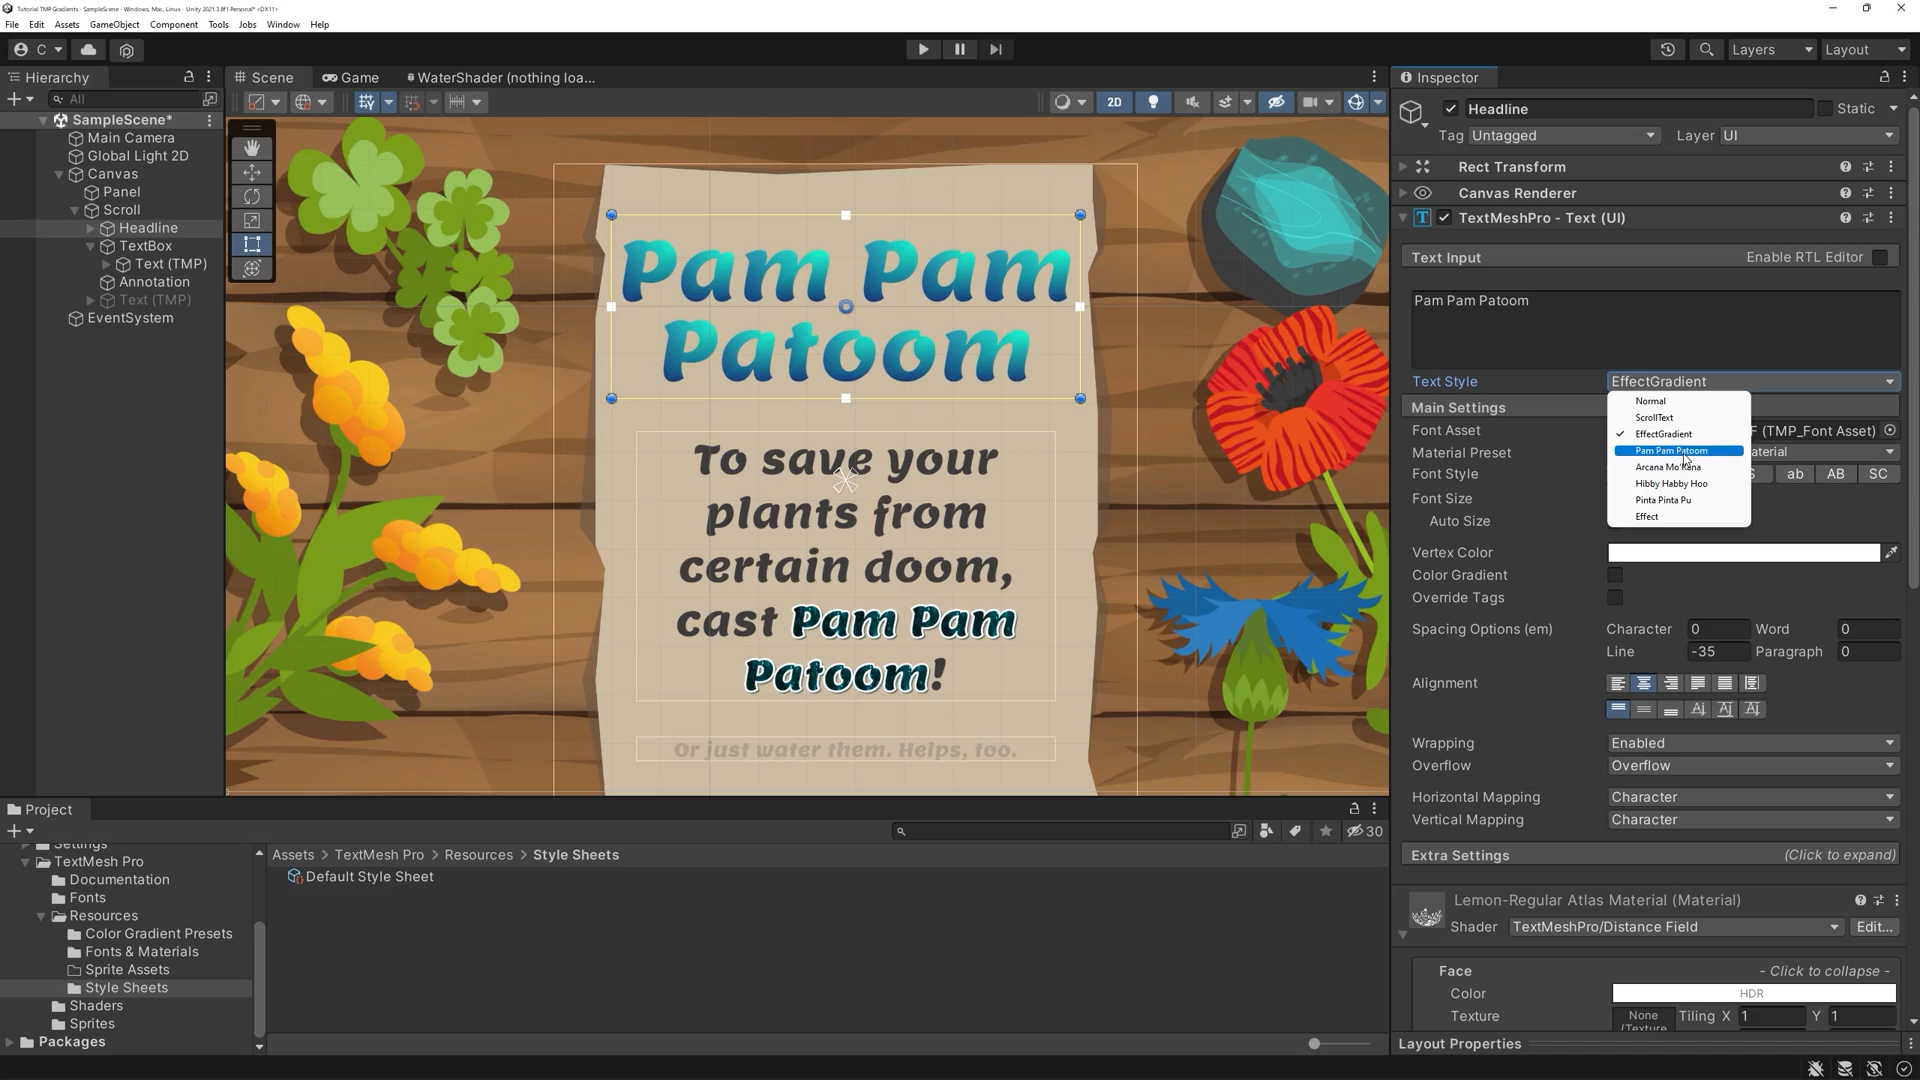 Tutorial TMP Gradients - SampleScene - Windows, Mac, Linux - Unity 2021.3.8f1 Personal* <DX11>
File Edit Assets GameObject Component Tools Jobs Window Help
C
Layers Layout
Hierarchy
All
SampleScene*
Main Camera
Global Light 2D
Canvas
Panel
Scroll
Headline
TextBox
Text (TMP)
Annotation
Text (TMP)
EventSystem
Scene Game WaterShader (nothing loa...
2D
Pam Pam
Patoom
To save your
plants from
certain doom,
cast Pam Pam
Patoom!
Or just water them. Helps, too.
Inspector
Headline Static
Tag Untagged Layer UI
Rect Transform
Canvas Renderer
TextMeshPro - Text (UI)
Text Input Enable RTL Editor
Pam Pam Patoom
Text Style EffectGradient
Normal
ScrollText
EffectGradient
Pam Pam Patoom
Arcana Mo'Rana
Hibby Habby Hoo
Pinta Pinta Pu
Effect
Main Settings
Font Asset F (TMP_Font Asset)
Material Preset aterial
Font Style S ab AB SC
Font Size
Auto Size
Vertex Color
Color Gradient
Override Tags
Spacing Options (em) Character 0 Word 0
Line -35 Paragraph 0
Alignment
Wrapping Enabled
Overflow Overflow
Horizontal Mapping Character
Vertical Mapping Character
Extra Settings (Click to expand)
Lemon-Regular Atlas Material (Material)
Shader TextMeshPro/Distance Field Edit...
Face - Click to collapse -
Color HDR
Texture None (Texture Tiling X 1 Y 1
Layout Properties
Project
30
Settings
TextMesh Pro
Documentation
Fonts
Resources
Color Gradient Presets
Fonts & Materials
Sprite Assets
Style Sheets
Shaders
Sprites
Packages
Assets > TextMesh Pro > Resources > Style Sheets
Default Style Sheet